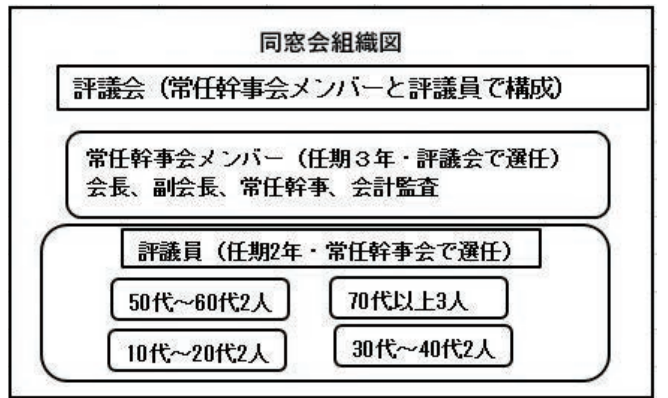 同窓会組織図
評議会（常任幹事会メンバーと評議員で構成）
常任幹事会メンバー（任期３年・評議会で選任）
会長、副会長、常任幹事、会計監査
評議員（任期2年・常任幹事会で選任）
50代～60代2人
70代以上3人
10代～20代2人
30代～40代2人